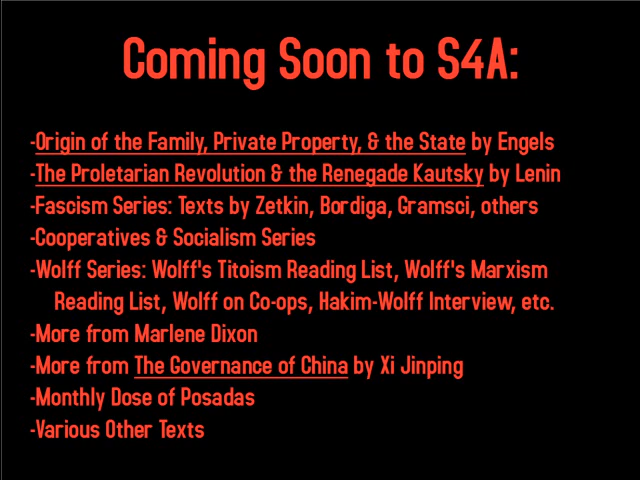 Coming Soon to S4A:
-Origin of the Family, Private Property, & the State by Engels
-The Proletarian Revolution & the Renegade Kautsky by Lenin
-Fascism Series: Texts by Zetkin, Bordiga, Gramsci, others
-Cooperatives & Socialism Series
-Wolff Series: Wolff's Titoism Reading List, Wolff's Marxism
Reading List, Wolff on Co-ops, Hakim-Wolff Interview, etc.
-More from Marlene Dixon
-More from The Governance of China by Xi Jinping
-Monthly Dose of Posadas
-Various Other Texts